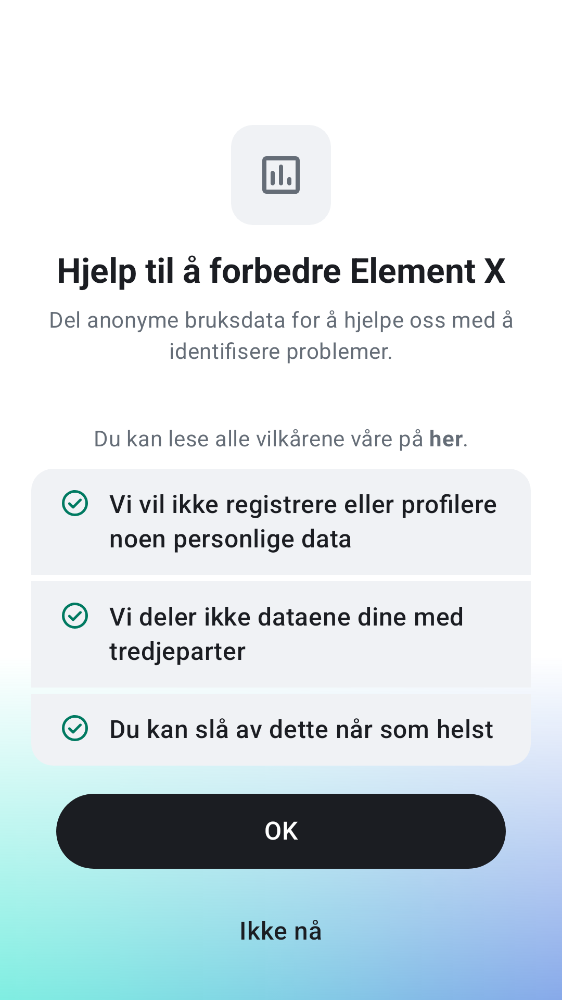 Hjelp til å forbedre Element X
Del anonyme bruksdata for å hjelpe oss med å
identifisere problemer.
Du kan lese alle vilkårene våre på her.
Vi vil ikke registrere eller profilere
noen personlige data
Vi deler ikke dataene dine med
tredjeparter
Du kan slå av dette når som helst
OK
Ikke nå